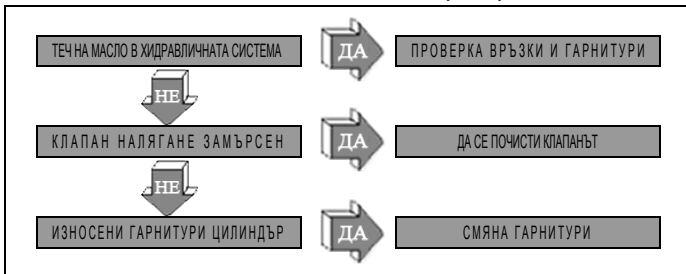 ТЕЧ НА МАСЛО В ХИДРАВЛИЧНАТА СИСТЕМА ДА ПРОВЕРКА ВРЪЗКИ И ГАРНИТУРИ
НЕ
КЛАПАН НАЛЯГАНЕ ЗАМЪРСЕН ДА ДА СЕ ПОЧИСТИ КЛАПАНЪТ
НЕ
ИЗНОСЕНИ ГАРНИТУРИ ЦИЛИНДЪР ДА СМЯНА ГАРНИТУРИ